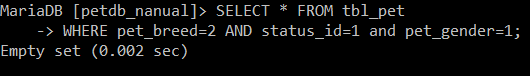 MariaDB [petdb_nanual]> SELECT * FROM tbl_pet
-> WHERE pet_breed=2 AND status_id=1 and pet_gender=1;
Empty set (0.002 sec)